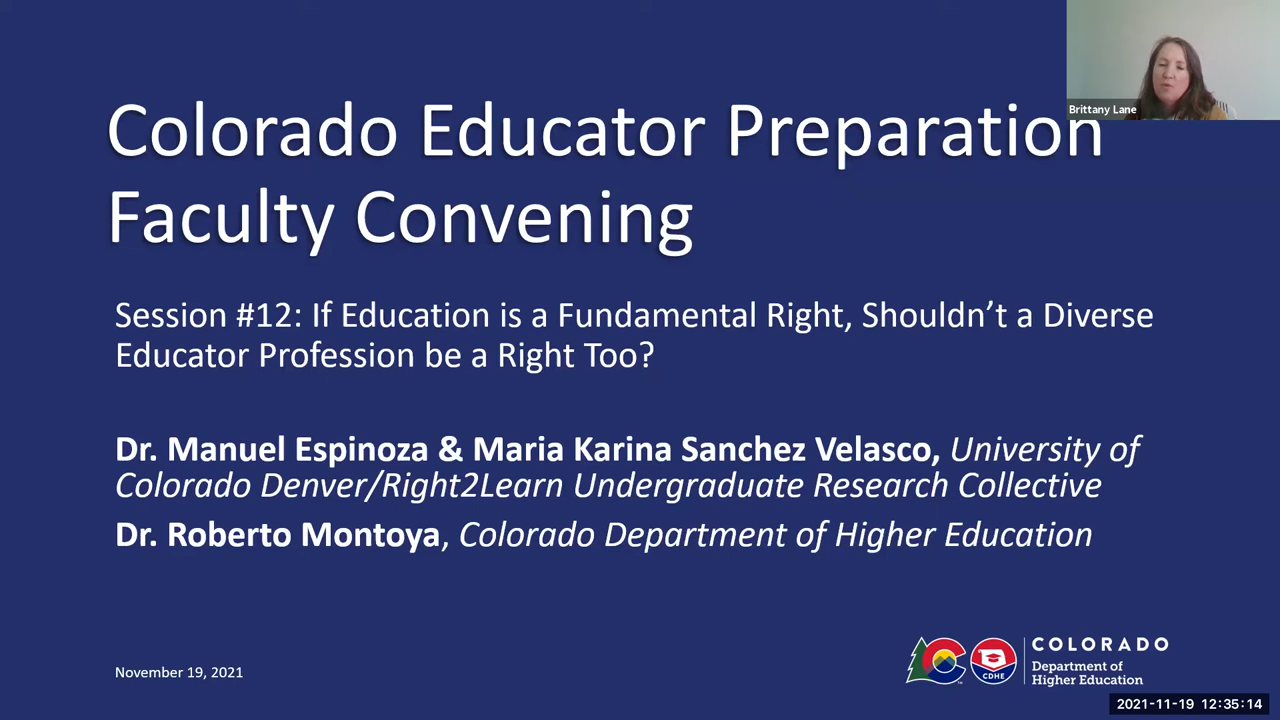 Brittany Lane
Colorado Educator Preparation
Faculty Convening
Session #12: If Education is a Fundamental Right, Shouldn’t a Diverse
Educator Profession be a Right Too?
Dr. Manuel Espinoza & Maria Karina Sanchez Velasco, University of
Colorado Denver/Right2Learn Undergraduate Research Collective
Dr. Roberto Montoya, Colorado Department of Higher Education
November 19, 2021
CDHE
COLORADO
Department of
Higher Education
2021-11-19 12:35:14